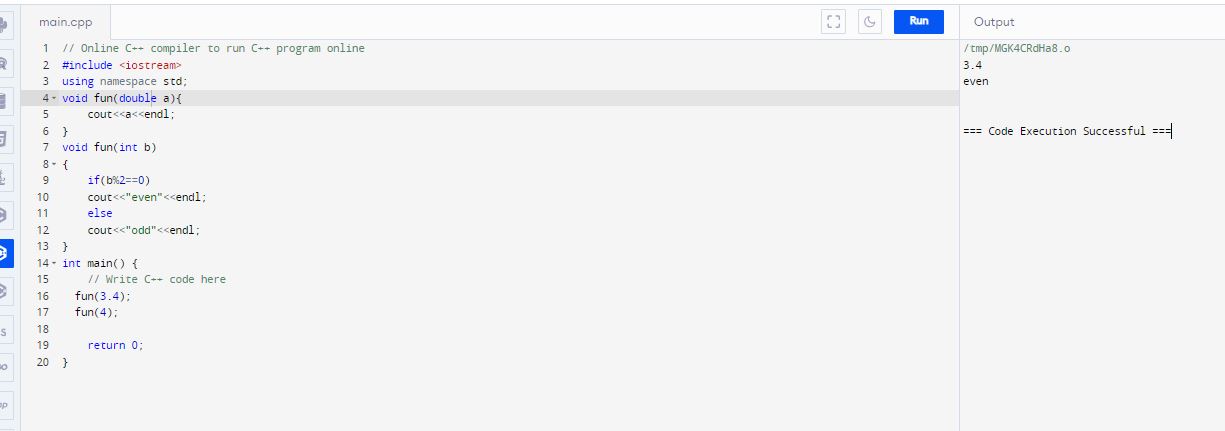 main.cpp
Run
Output
1 // Online C++ compiler to run C++ program online
2 #include <iostream>
3 using namespace std;
4 void fun(double a){
5 cout<<a<<endl;
6 }
7 void fun(int b)
8 {
9 if(b%2==0)
10 cout<<"even"<<endl;
11 else
12 cout<<"odd"<<endl;
13 }
14 int main() {
15 // Write C++ code here
16 fun(3.4);
17 fun(4);
18
19 return 0;
20 }
/tmp/MGK4CRdHa8.o
3.4
even
=== Code Execution Successful ===